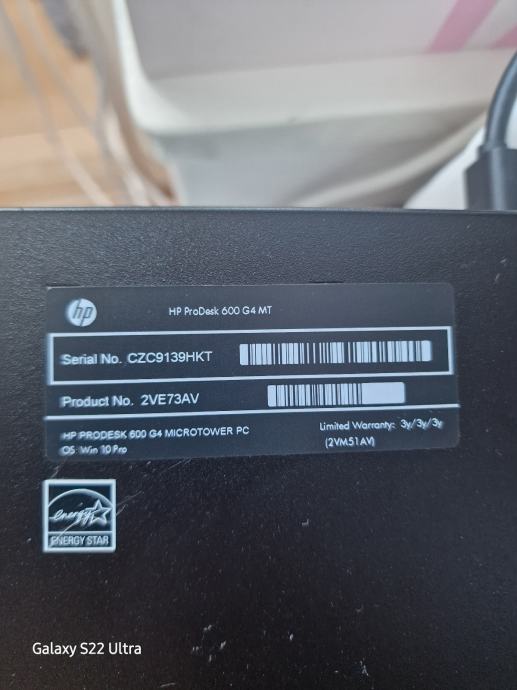 hp
HP ProDesk 600 G4 MT
Serial No. CZC9139HKT
Product No. 2VE73AV
HP PRODESK 600 G4 MICROTOWER PC
OS: Win 10 Pro
Limited Warranty: 3y/3y/3y
(2VM51AV)
energy
ENERGY STAR
Galaxy S22 Ultra